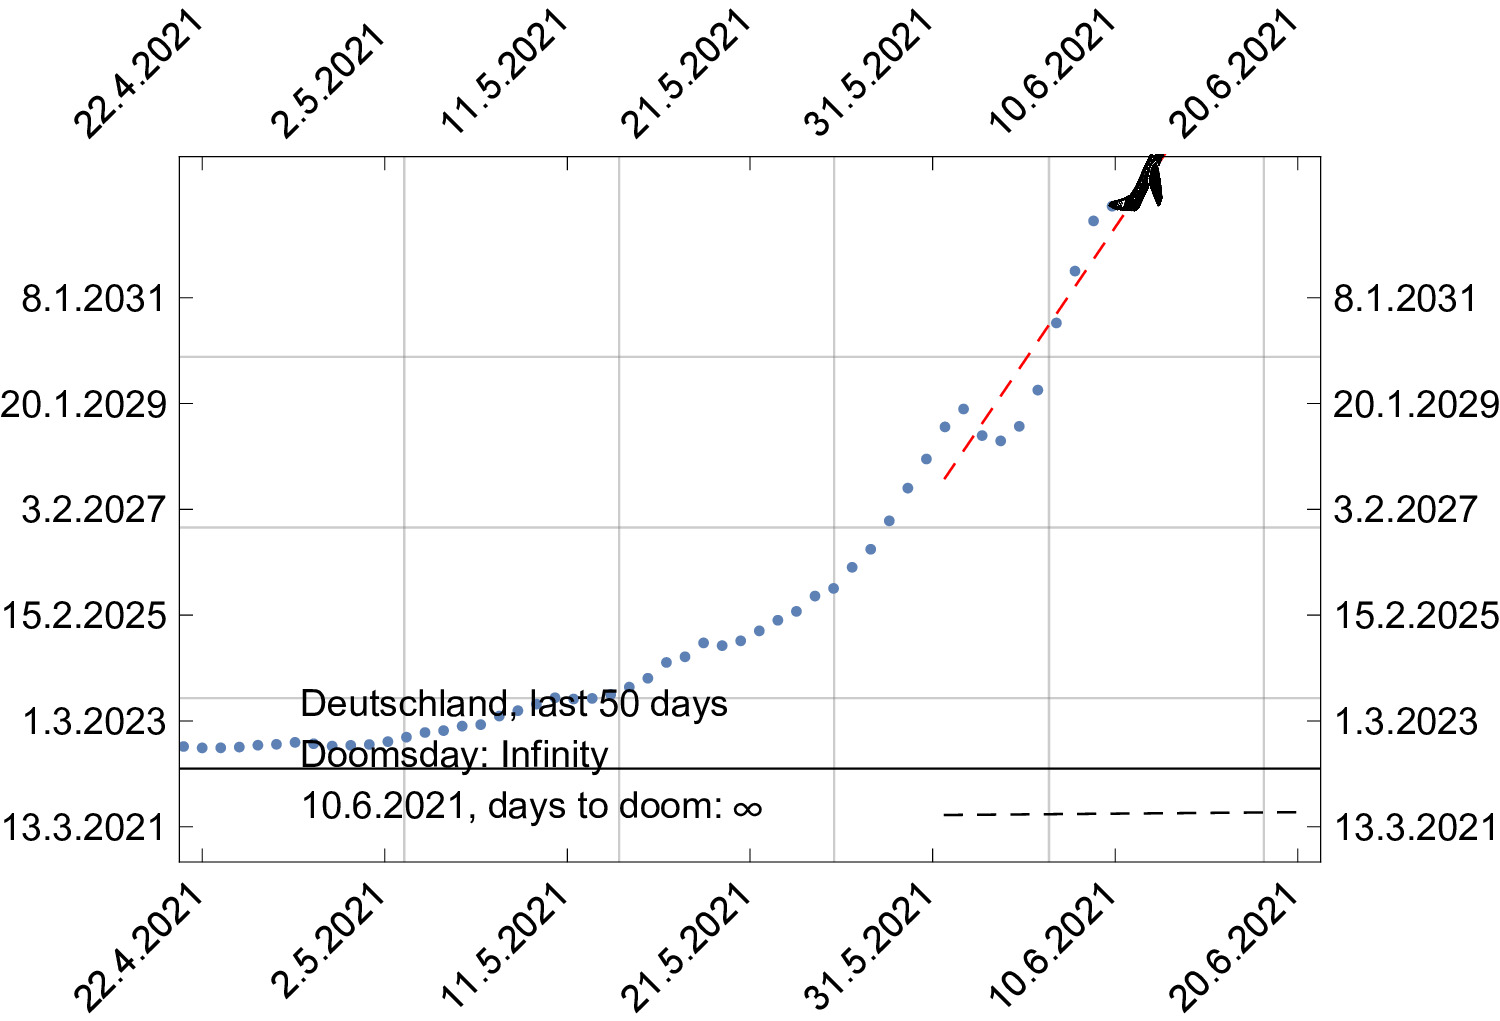 22.4.2021 2.5.2021 11.5.2021 21.5.2021 31.5.2021 10.6.2021 20.6.2021
8.1.2031 8.1.2031
20.1.2029 20.1.2029
3.2.2027 3.2.2027
15.2.2025 15.2.2025
Deutschland, last 50 days
1.3.2023 1.3.2023
Doomsday: Infinity
10.6.2021, days to doom: ∞
13.3.2021 13.3.2021
22.4.2021 2.5.2021 11.5.2021 21.5.2021 31.5.2021 10.6.2021 20.6.2021